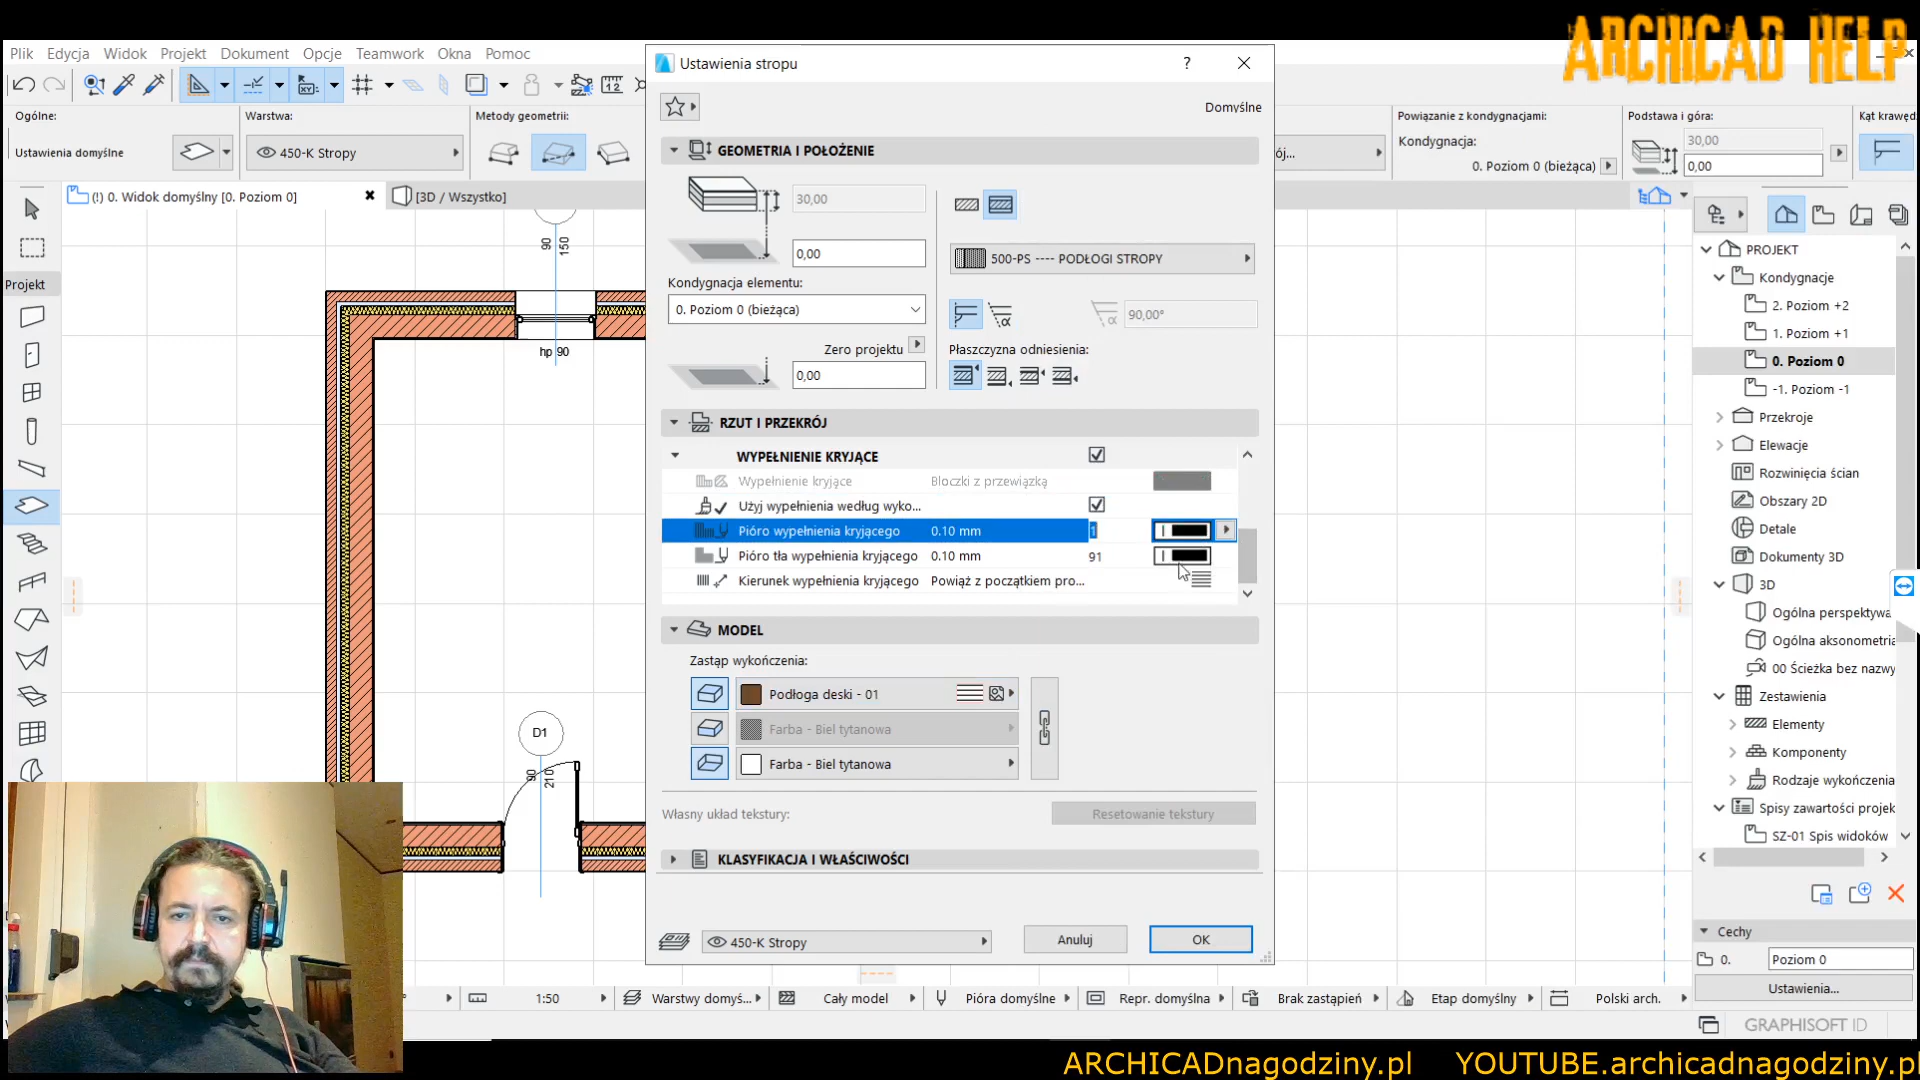 ARCHICAD HELP
Plik Edycja Widok Projekt Dokument Opcje Teamwork Okna Pomoc
Ogólne:
Ustawienia domyślne
Warstwa:
450-K Stropy
Metody geometrii:
Powiązanie z kondygnacjami:
Kondygnacja:
0. Poziom 0 (bieżąca)
Podstawa i góra:
30,00
0,00
Kąt krawęd
(!) 0. Widok domyślny [0. Poziom 0]
[3D / Wszystko]
Projekt
90
150
hp 90
D1
90
210
Ustawienia stropu
?
Domyślne
GEOMETRIA I POŁOŻENIE
30,00
0,00
Kondygnacja elementu:
0. Poziom 0 (bieżąca)
Zero projektu
0,00
500-PS ---- PODŁOGI STROPY
90,00°
Płaszczyzna odniesienia:
RZUT I PRZEKRÓJ
WYPEŁNIENIE KRYJĄCE
Wypełnienie kryjące Bloczki z przewiązką
Użyj wypełnienia według wyko...
Pióro wypełnienia kryjącego 0.10 mm 1
Pióro tła wypełnienia kryjącego 0.10 mm 91
Kierunek wypełnienia kryjącego Powiąż z początkiem pro...
MODEL
Zastąp wykończenia:
Podłoga deski - 01
Farba - Biel tytanowa
Farba - Biel tytanowa
Własny układ tekstury:
Resetowanie tekstury
KLASYFIKACJA I WŁAŚCIWOŚCI
450-K Stropy
Anuluj
OK
PROJEKT
Kondygnacje
2. Poziom +2
1. Poziom +1
0. Poziom 0
-1. Poziom -1
Przekroje
Elewacje
Rozwinięcia ścian
Obszary 2D
Detale
Dokumenty 3D
3D
Ogólna perspektywa
Ogólna aksonometria
00 Ścieżka bez nazwy
Zestawienia
Elementy
Komponenty
Rodzaje wykończenia
Spisy zawartości projek
SZ-01 Spis widoków
Cechy
0. Poziom 0
Ustawienia...
1:50
Warstwy domyś...
Cały model
Pióra domyślne
Repr. domyślna
Brak zastąpień
Etap domyślny
Polski arch.
GRAPHISOFT ID
ARCHICADnagodziny.pl YOUTUBE.archicadnagodziny.pl